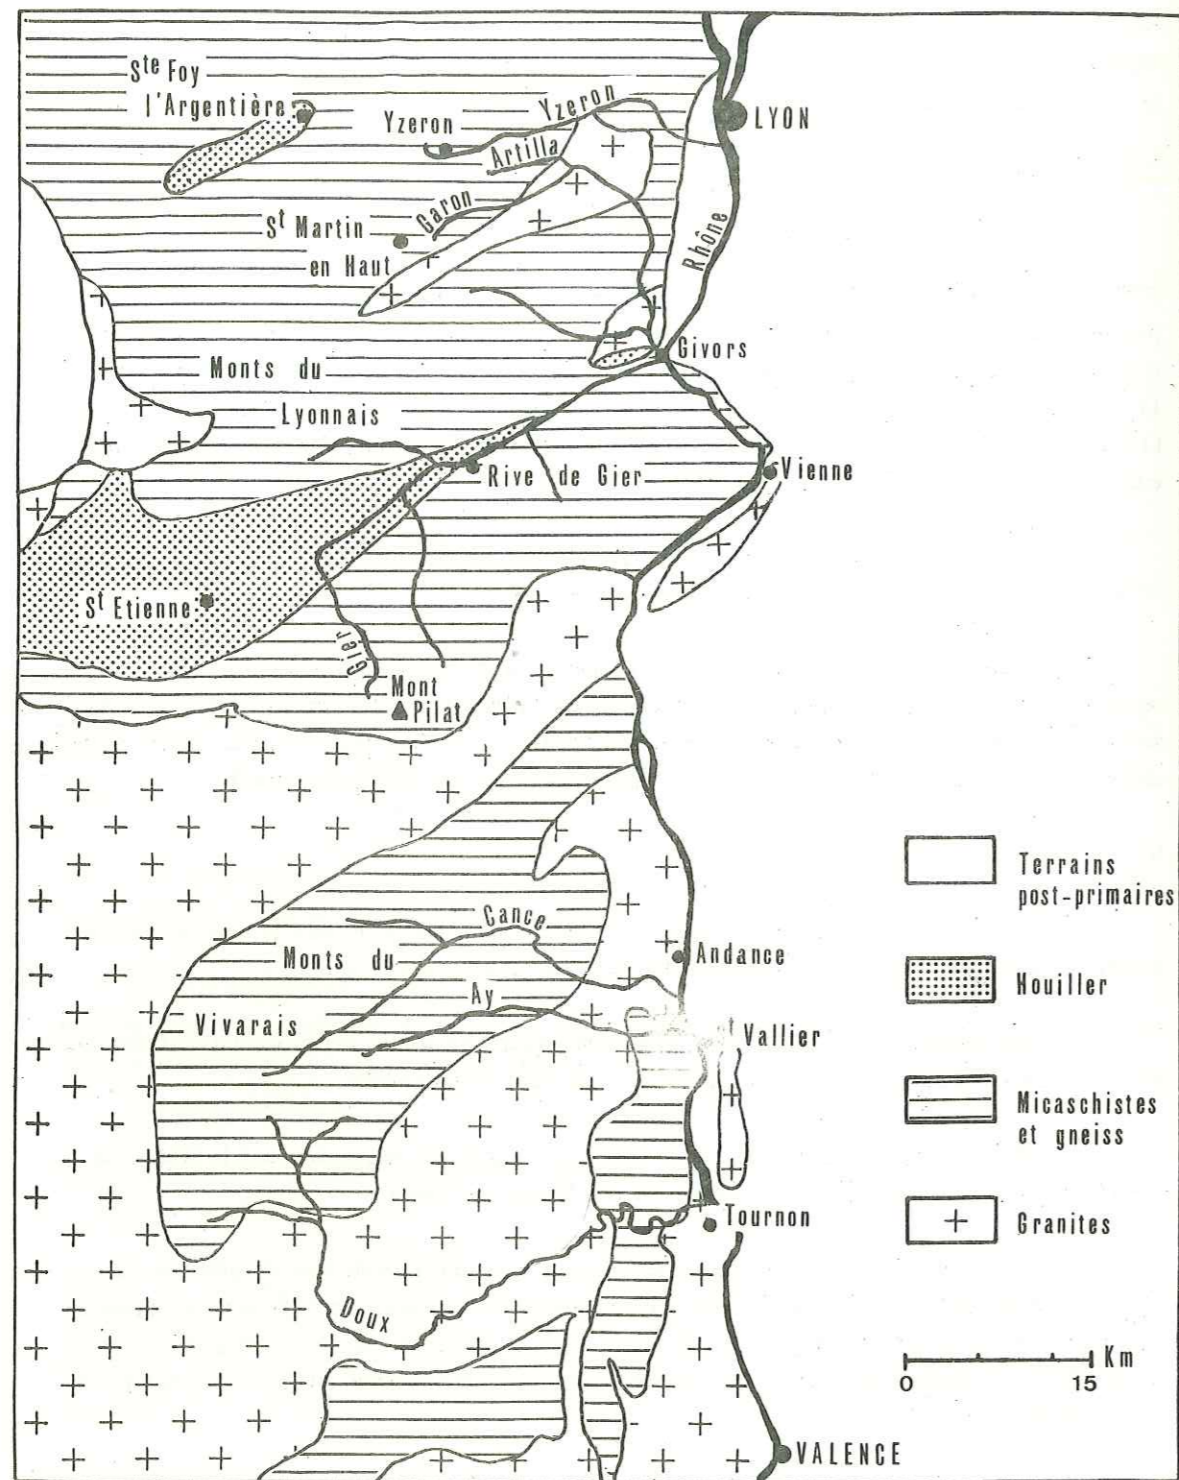 Ste Foy
l'Argentière
Yzeron
Yzeron
Artilla
LYON
Garon
St Martin
en Haut
Rhône
Givors
Monts du
Lyonnais
Rive de Gier
Vienne
St Etienne
Gier
Mont
Pilat
Cance
Monts du
Andance
Ay
Vivarais
t Vallier
Tournon
Doux
VALENCE
Terrains
post-primaires
Houiller
Micaschistes
et gneiss
Granites
Km
0 15